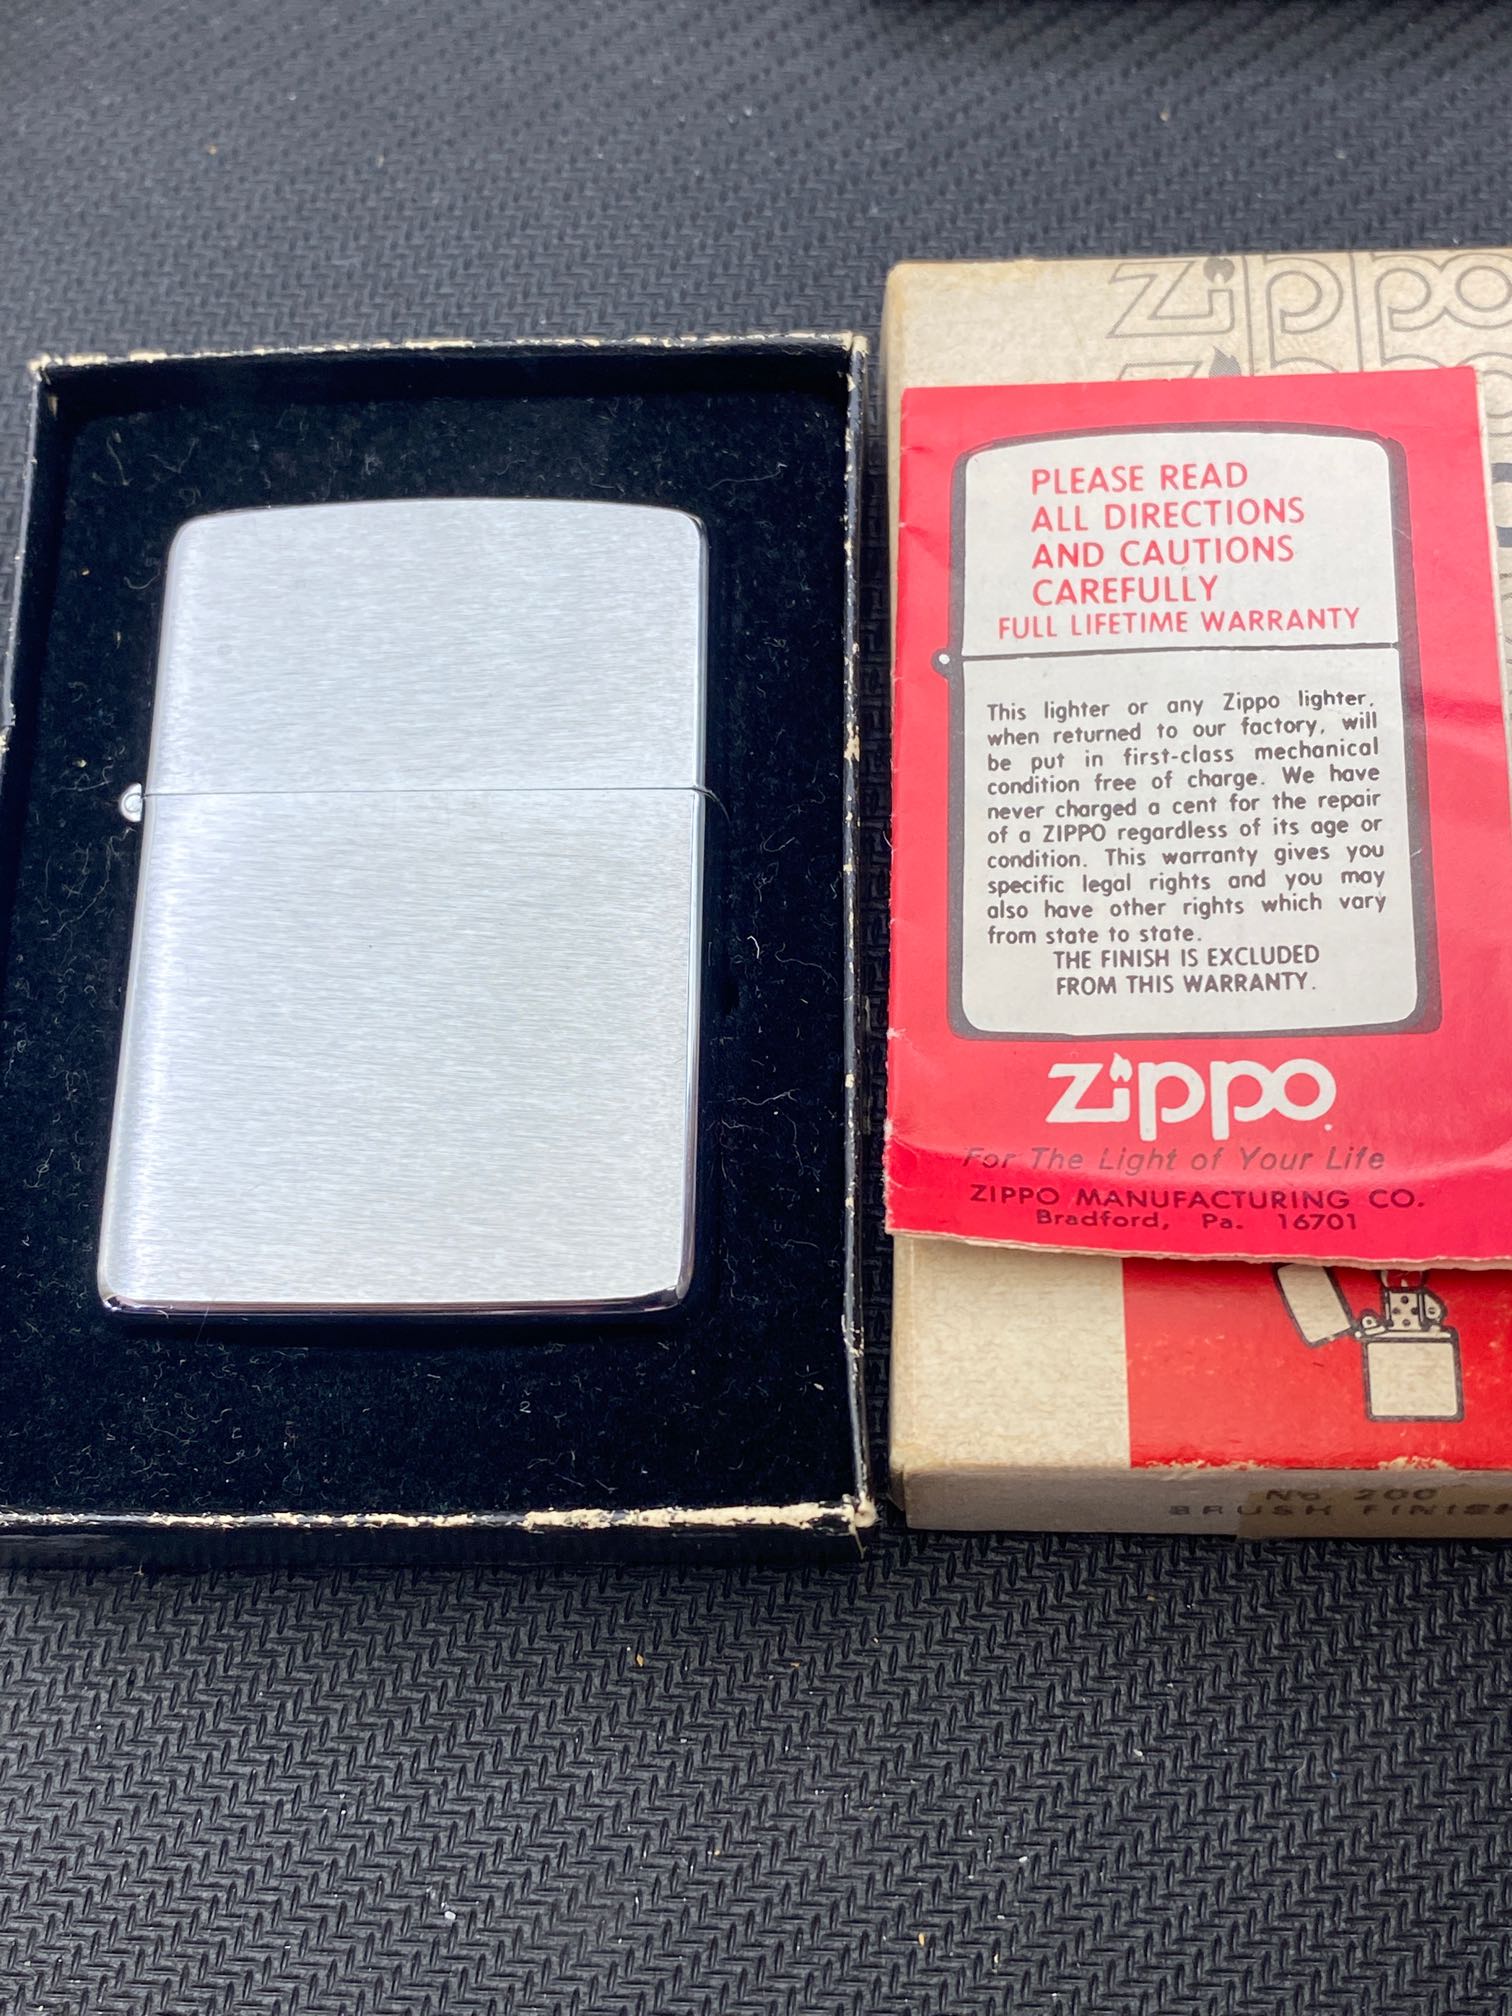 Zippo
PLEASE READ
ALL DIRECTIONS
AND CAUTIONS
CAREFULLY
FULL LIFETIME WARRANTY
This lighter or any Zippo lighter,
when returned to our factory, will
be put in first-class mechanical
condition free of charge. We have
never charged a cent for the repair
of a ZIPPO regardless of its age or
condition. This warranty gives you
specific legal rights and you may
also have other rights which vary
from state to state.
THE FINISH IS EXCLUDED
FROM THIS WARRANTY.
Zippo
For The Light of Your Life
ZIPPO MANUFACTURING CO.
Bradford, Pa. 16701
No 200
BRUSH FINIS